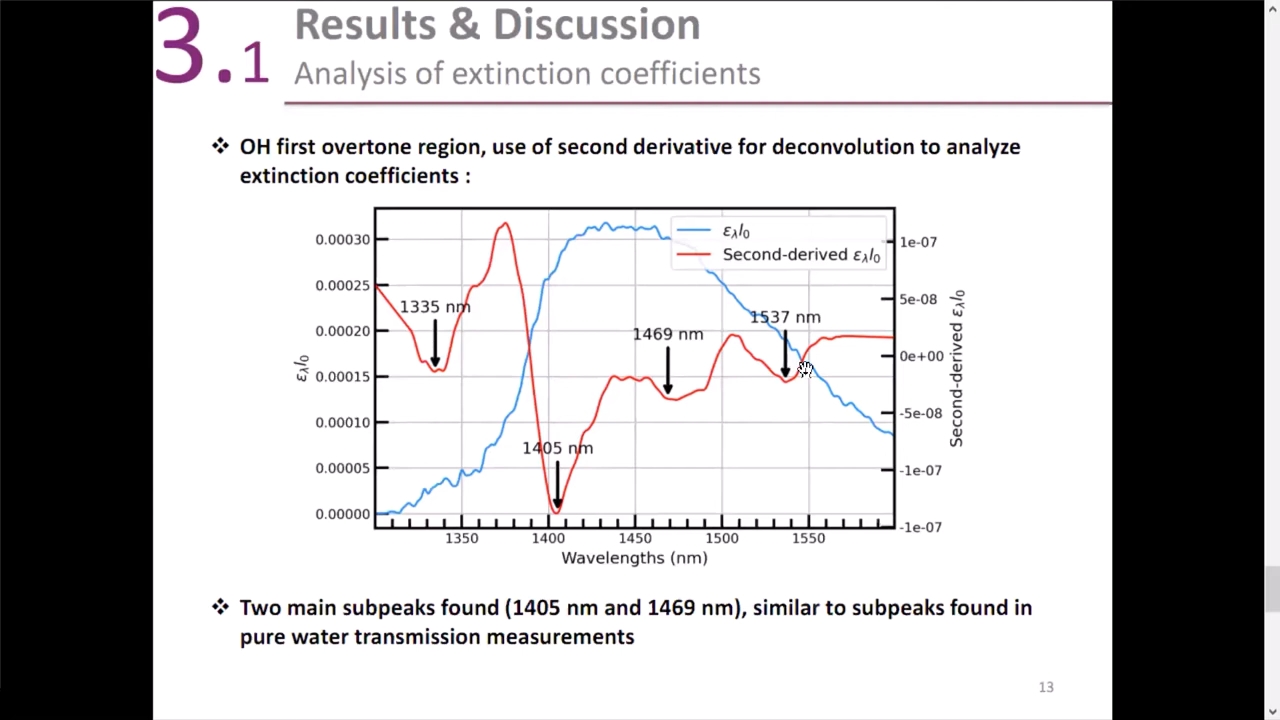 3.1
Results & Discussion
Analysis of extinction coefficients
❖ OH first overtone region, use of second derivative for deconvolution to analyze
extinction coefficients :
ελl0
Second-derived ελl0
0.00030
0.00025
0.00020
0.00015
0.00010
0.00005
0.00000
ελl0
1335 nm
1405 nm
1469 nm
1537 nm
1e-07
5e-08
0e+00
-5e-08
-1e-07
-1e-07
Second-derived ελl0
1350 1400 1450 1500 1550
Wavelengths (nm)
❖ Two main subpeaks found (1405 nm and 1469 nm), similar to subpeaks found in
pure water transmission measurements
13